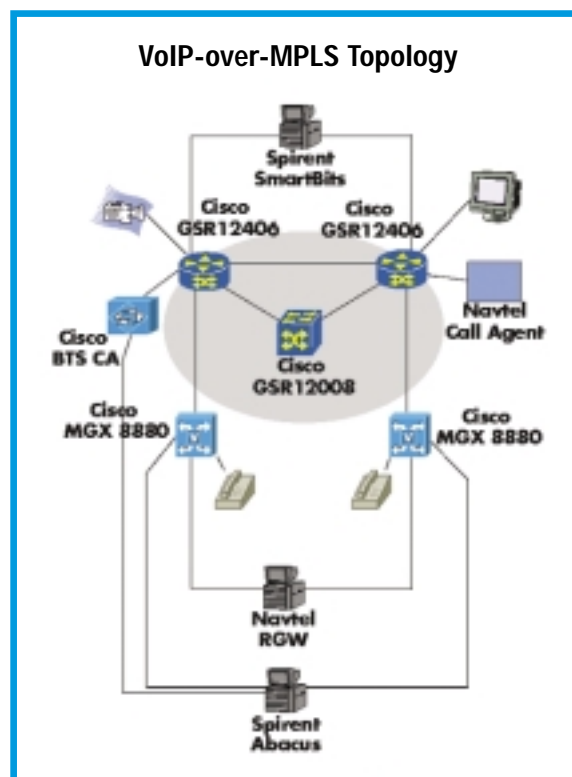 VoIP-over-MPLS Topology
Spirent
SmartBits
Cisco
GSR12406
Cisco
GSR12406
Navtel
Call Agent
Cisco
BTS CA
Cisco
GSR12008
Cisco
MGX 8880
Cisco
MGX 8880
Navtel
RGW
Spirent
Abacus